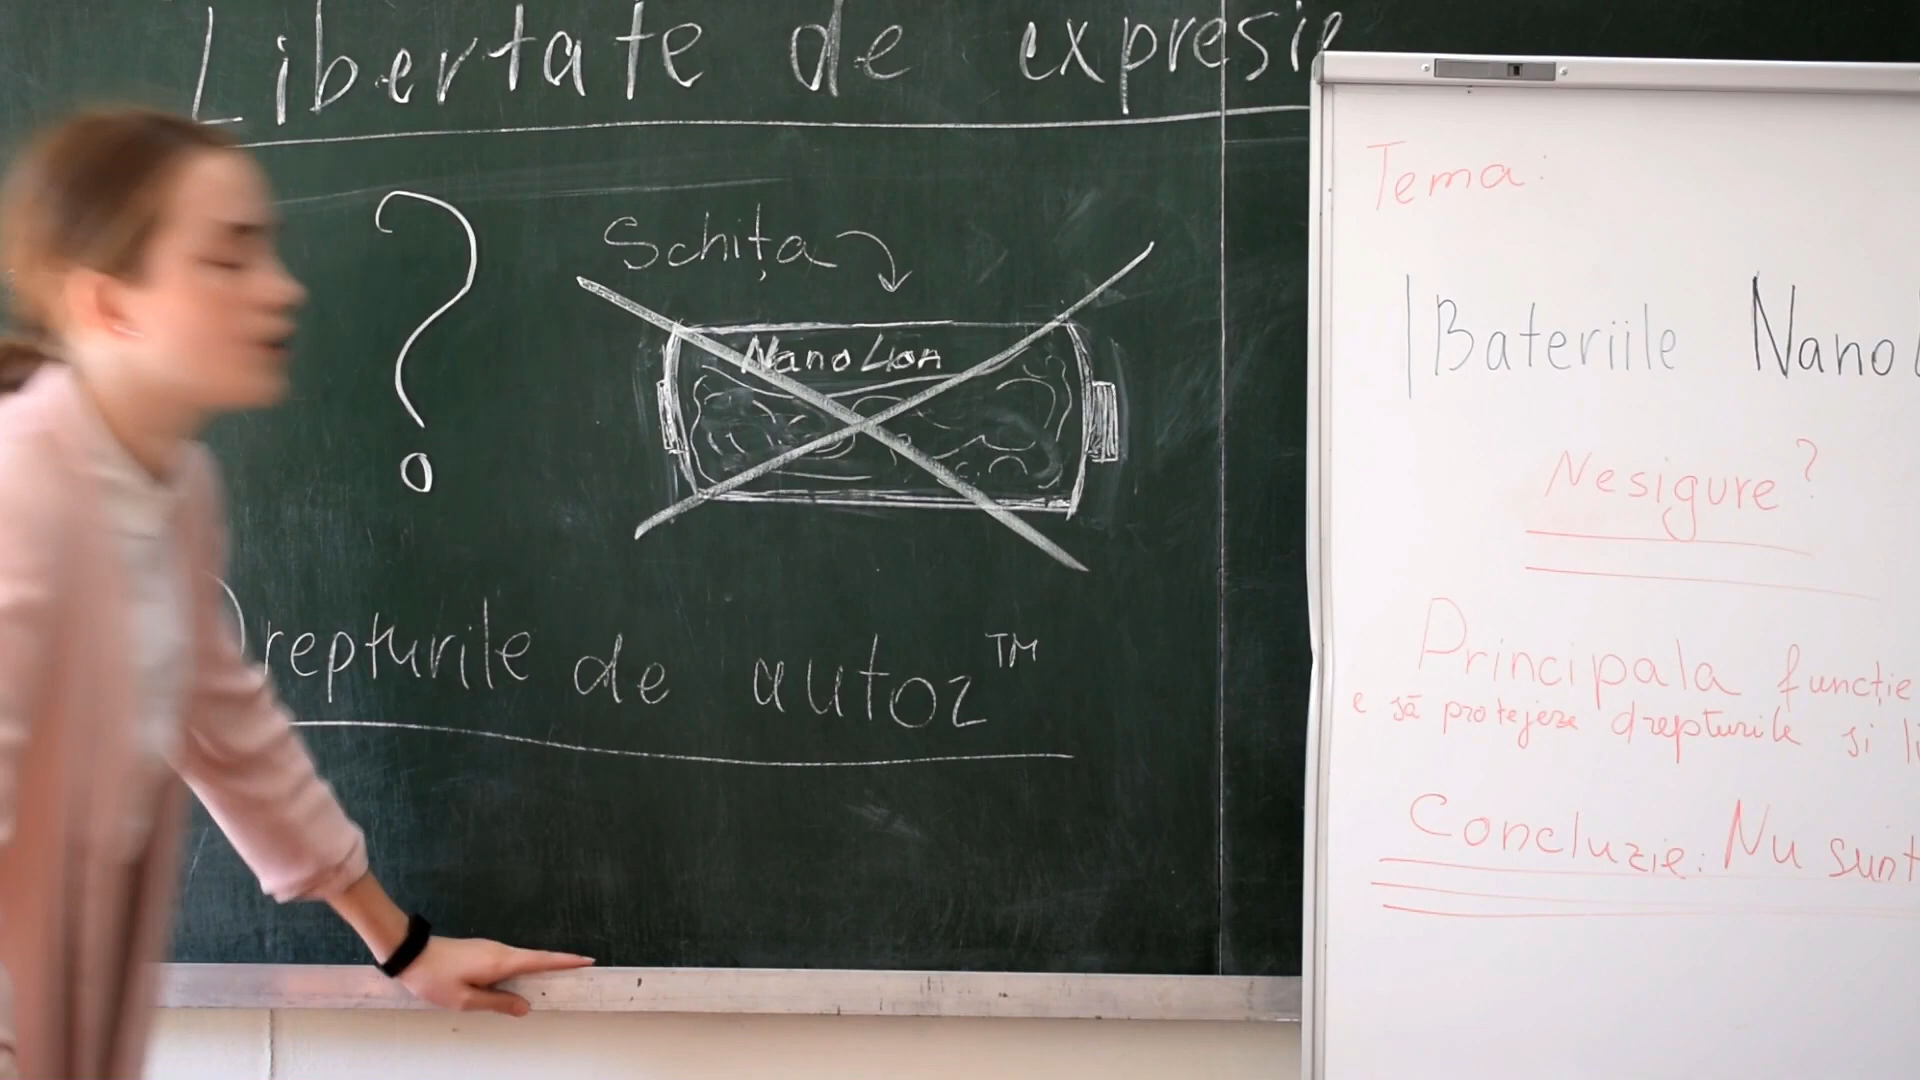 Libertate de expresie
?
Schița
NanoLion
Drepturile de autor™
Tema:
Bateriile Nano
Nesigure?
Principala funcție
e să protejeze drepturile si li
Concluzie: Nu sunt